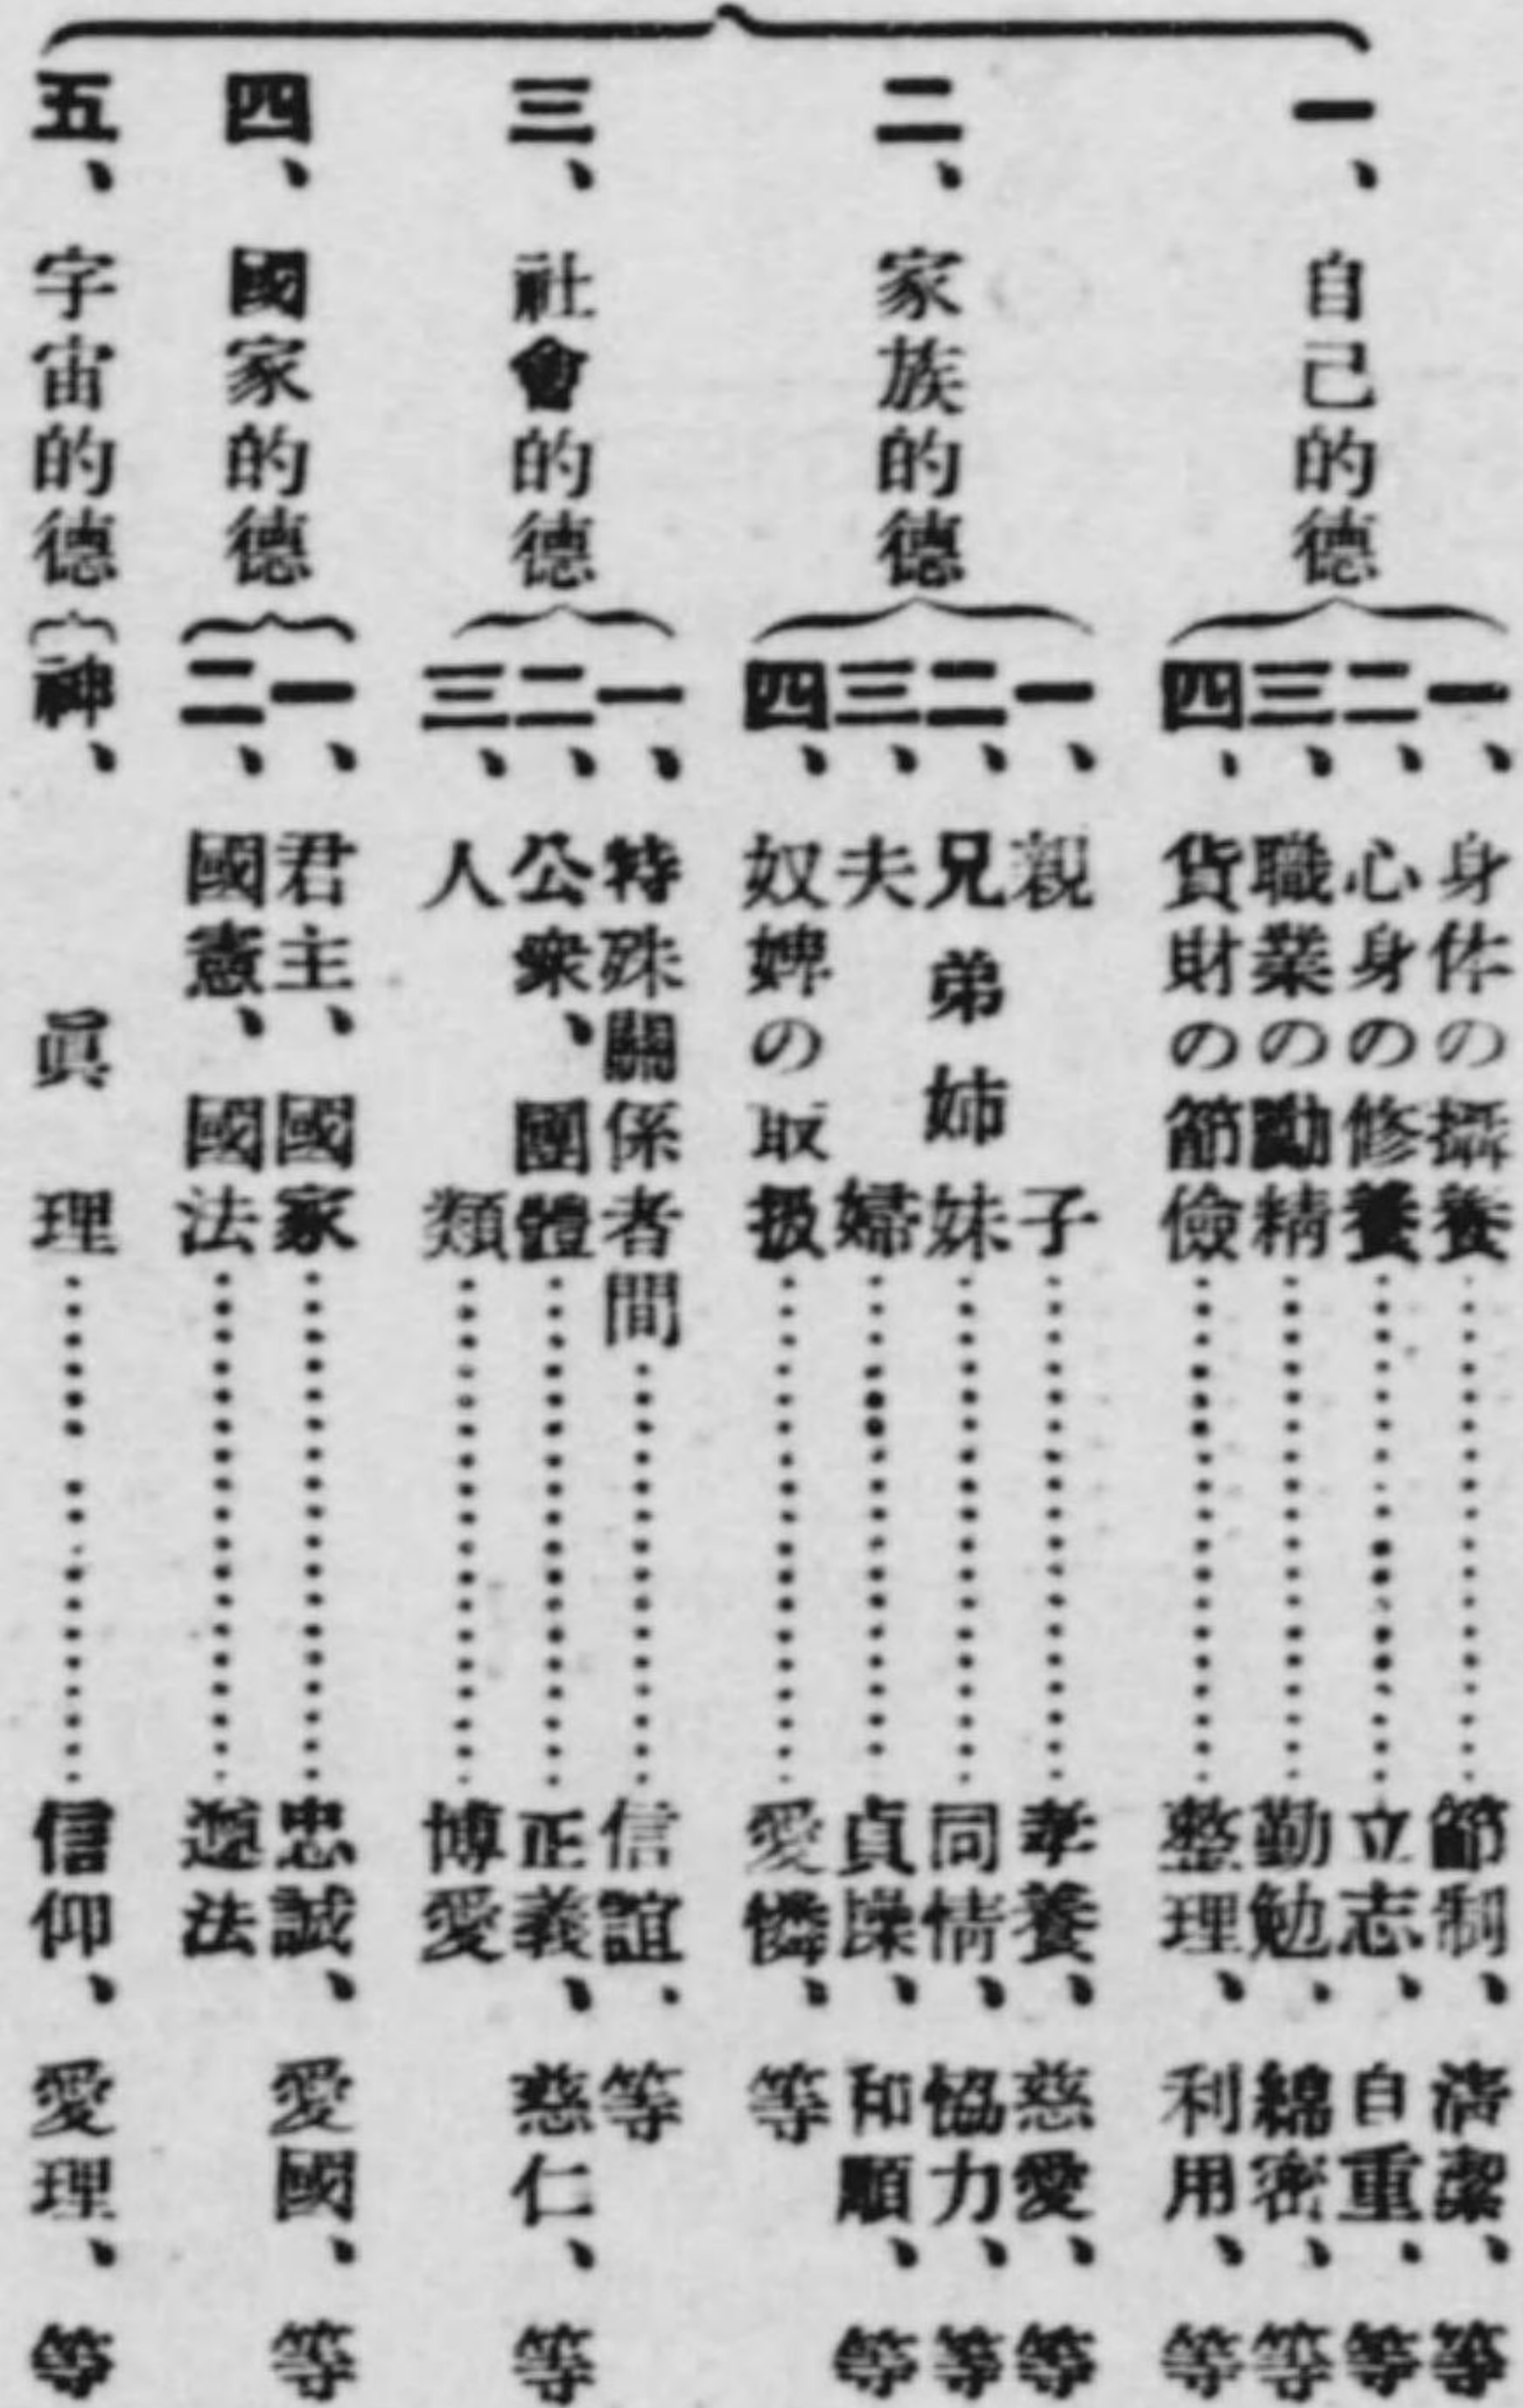 一、自己的德
一、身体の攝養………節制、淸潔、等
二、心身の修養………立志、自重、等
三、職業の勤精………勤勉、綿密、等
四、貨財の節儉………整理、利用、等
二、家族的德
一、親子………孝養、慈愛、等
二、兄弟姉妹………同情、協力、等
三、夫婦………貞操、和順、等
四、奴婢の取扱………愛憐、等
三、社會的德
一、特殊關係者間………信誼、等
二、公衆、團體………正義、慈仁、等
三、人類………博愛
四、國家的德
一、君主、國家………忠誠、愛國、等
二、國憲、國法………遵法
五、宇宙的德
神、眞理………信仰、愛理、等